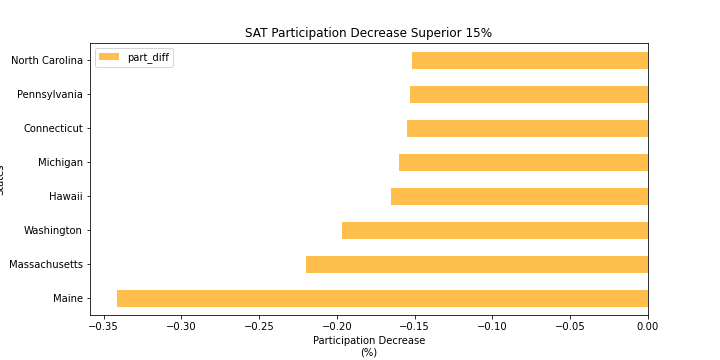 SAT Participation Decrease Superior 15%
part_diff
North Carolina
Pennsylvania
Connecticut
Michigan
Hawaii
Washington
Massachusetts
Maine
−0.35 −0.30 −0.25 −0.20 −0.15 −0.10 −0.05 0.00
Participation Decrease
(%)